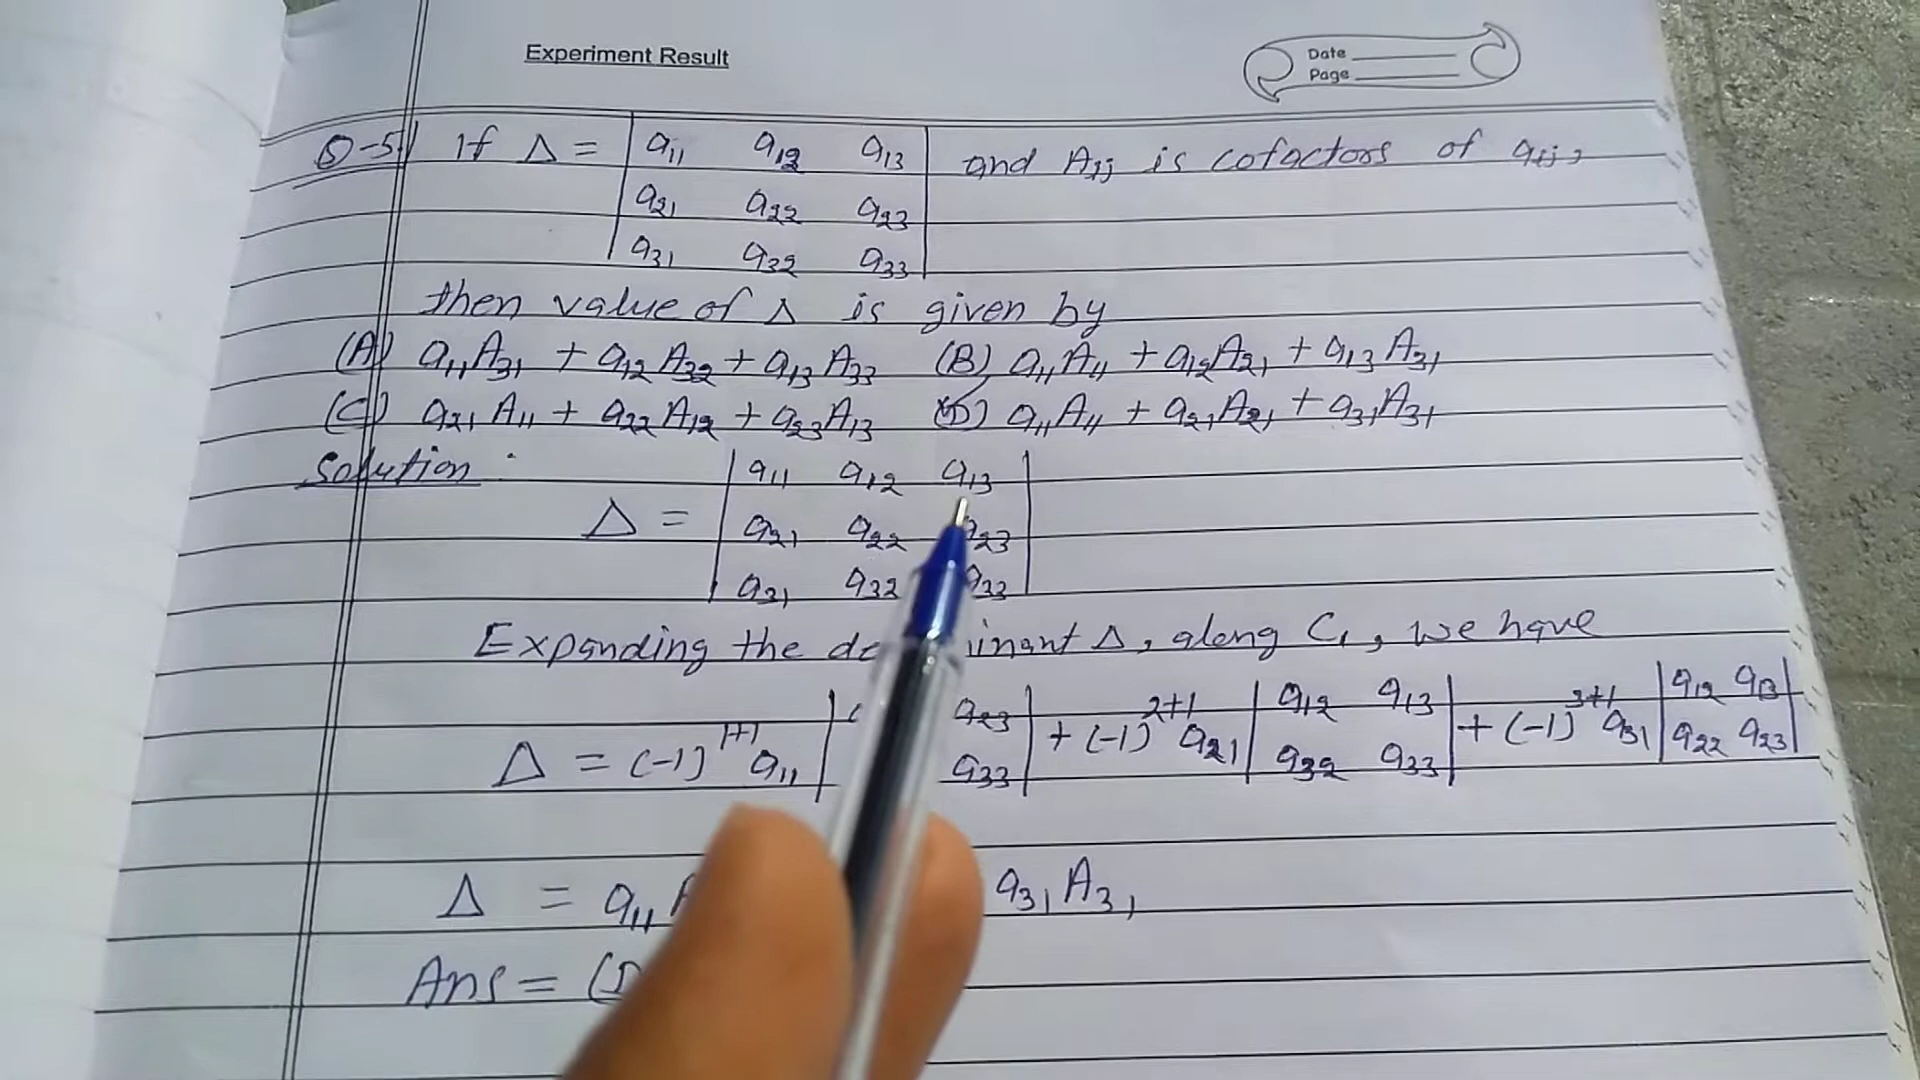 Experiment Result
Date
Page
Q-5 If Δ = | a11 a12 a13 | and Aij is cofactors of aij,
| a21 a22 a23 |
| a31 a32 a33 |
then value of Δ is given by
(A) a11A31 + a12A32 + a13A33 (B) a11A11 + a12A21 + a13A31
(C) a21A11 + a22A12 + a23A13 (D) a11A11 + a21A21 + a31A31
Solution :
| a11 a12 a13 |
Δ = | a21 a22 a23 |
| a31 a32 a33 |
Expanding the Δ, along C1, we have
Δ = (-1)^1+1 a11 | a23 | + (-1)^2+1 a21 | a12 a13 | + (-1)^3+1 a31 | a12 a13 |
a33 | | a32 a33 | | a22 a23 |
Δ = a11 a31A31
Ans = (D